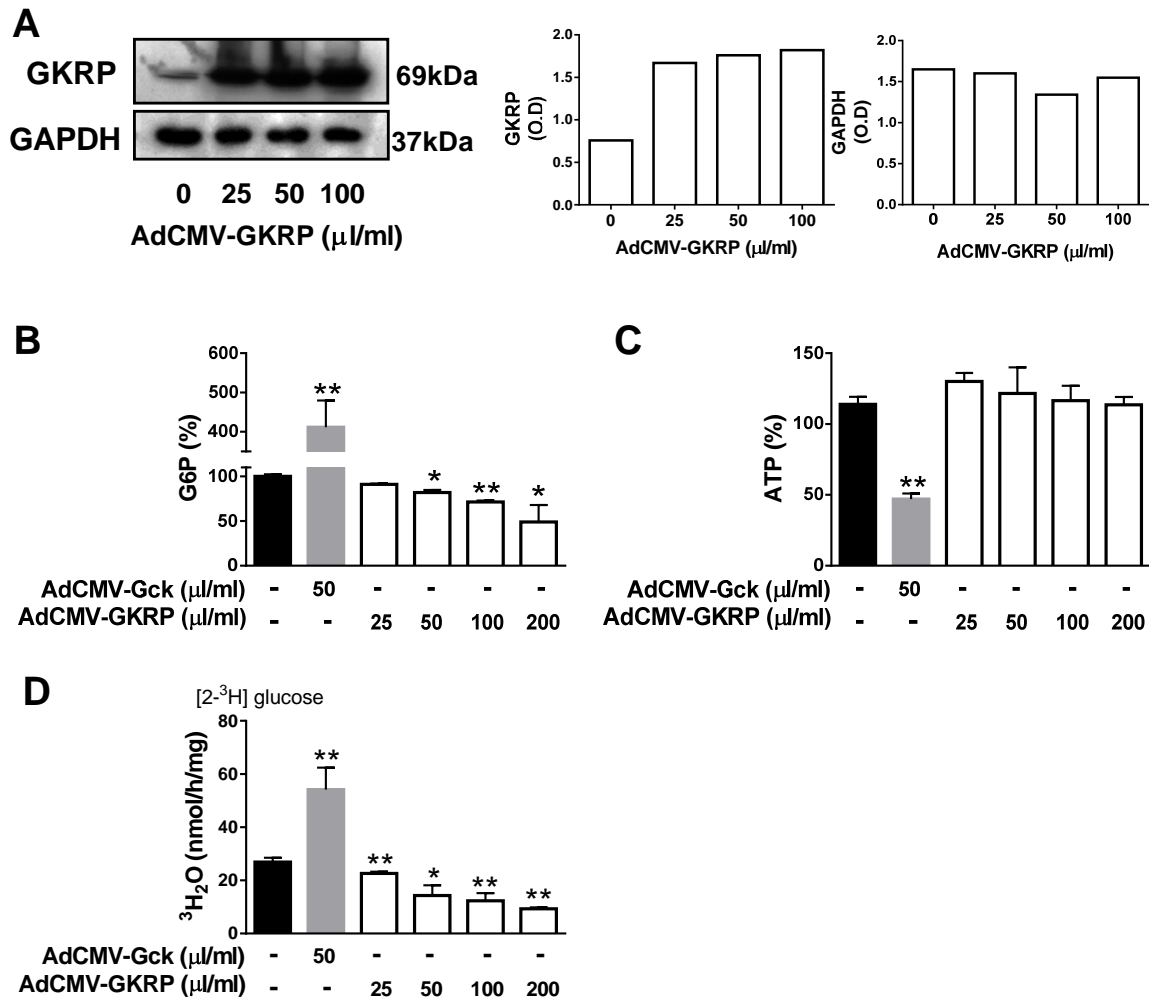 A
GKRP
69kDa
GAPDH
37kDa
0 25 50 100
AdCMV-GKRP (μl/ml)
2.0
1.5
1.0
0.5
0.0
GKRP
(O.D)
0 25 50 100
AdCMV-GKRP (μl/ml)
2.0
1.5
1.0
0.5
0.0
GAPDH
(O.D)
0 25 50 100
AdCMV-GKRP (μl/ml)
B
600
500
400
100
50
0
G6P (%)
**
*
**
*
AdCMV-Gck (μl/ml) - 50 - - - -
AdCMV-GKRP (μl/ml) - - 25 50 100 200
C
150
100
50
0
ATP (%)
**
AdCMV-Gck (μl/ml) - 50 - - - -
AdCMV-GKRP (μl/ml) - - 25 50 100 200
D
[2-³H] glucose
80
60
40
20
0
³H₂O (nmol/h/mg)
**
**
*
**
**
AdCMV-Gck (μl/ml) - 50 - - - -
AdCMV-GKRP (μl/ml) - - 25 50 100 200